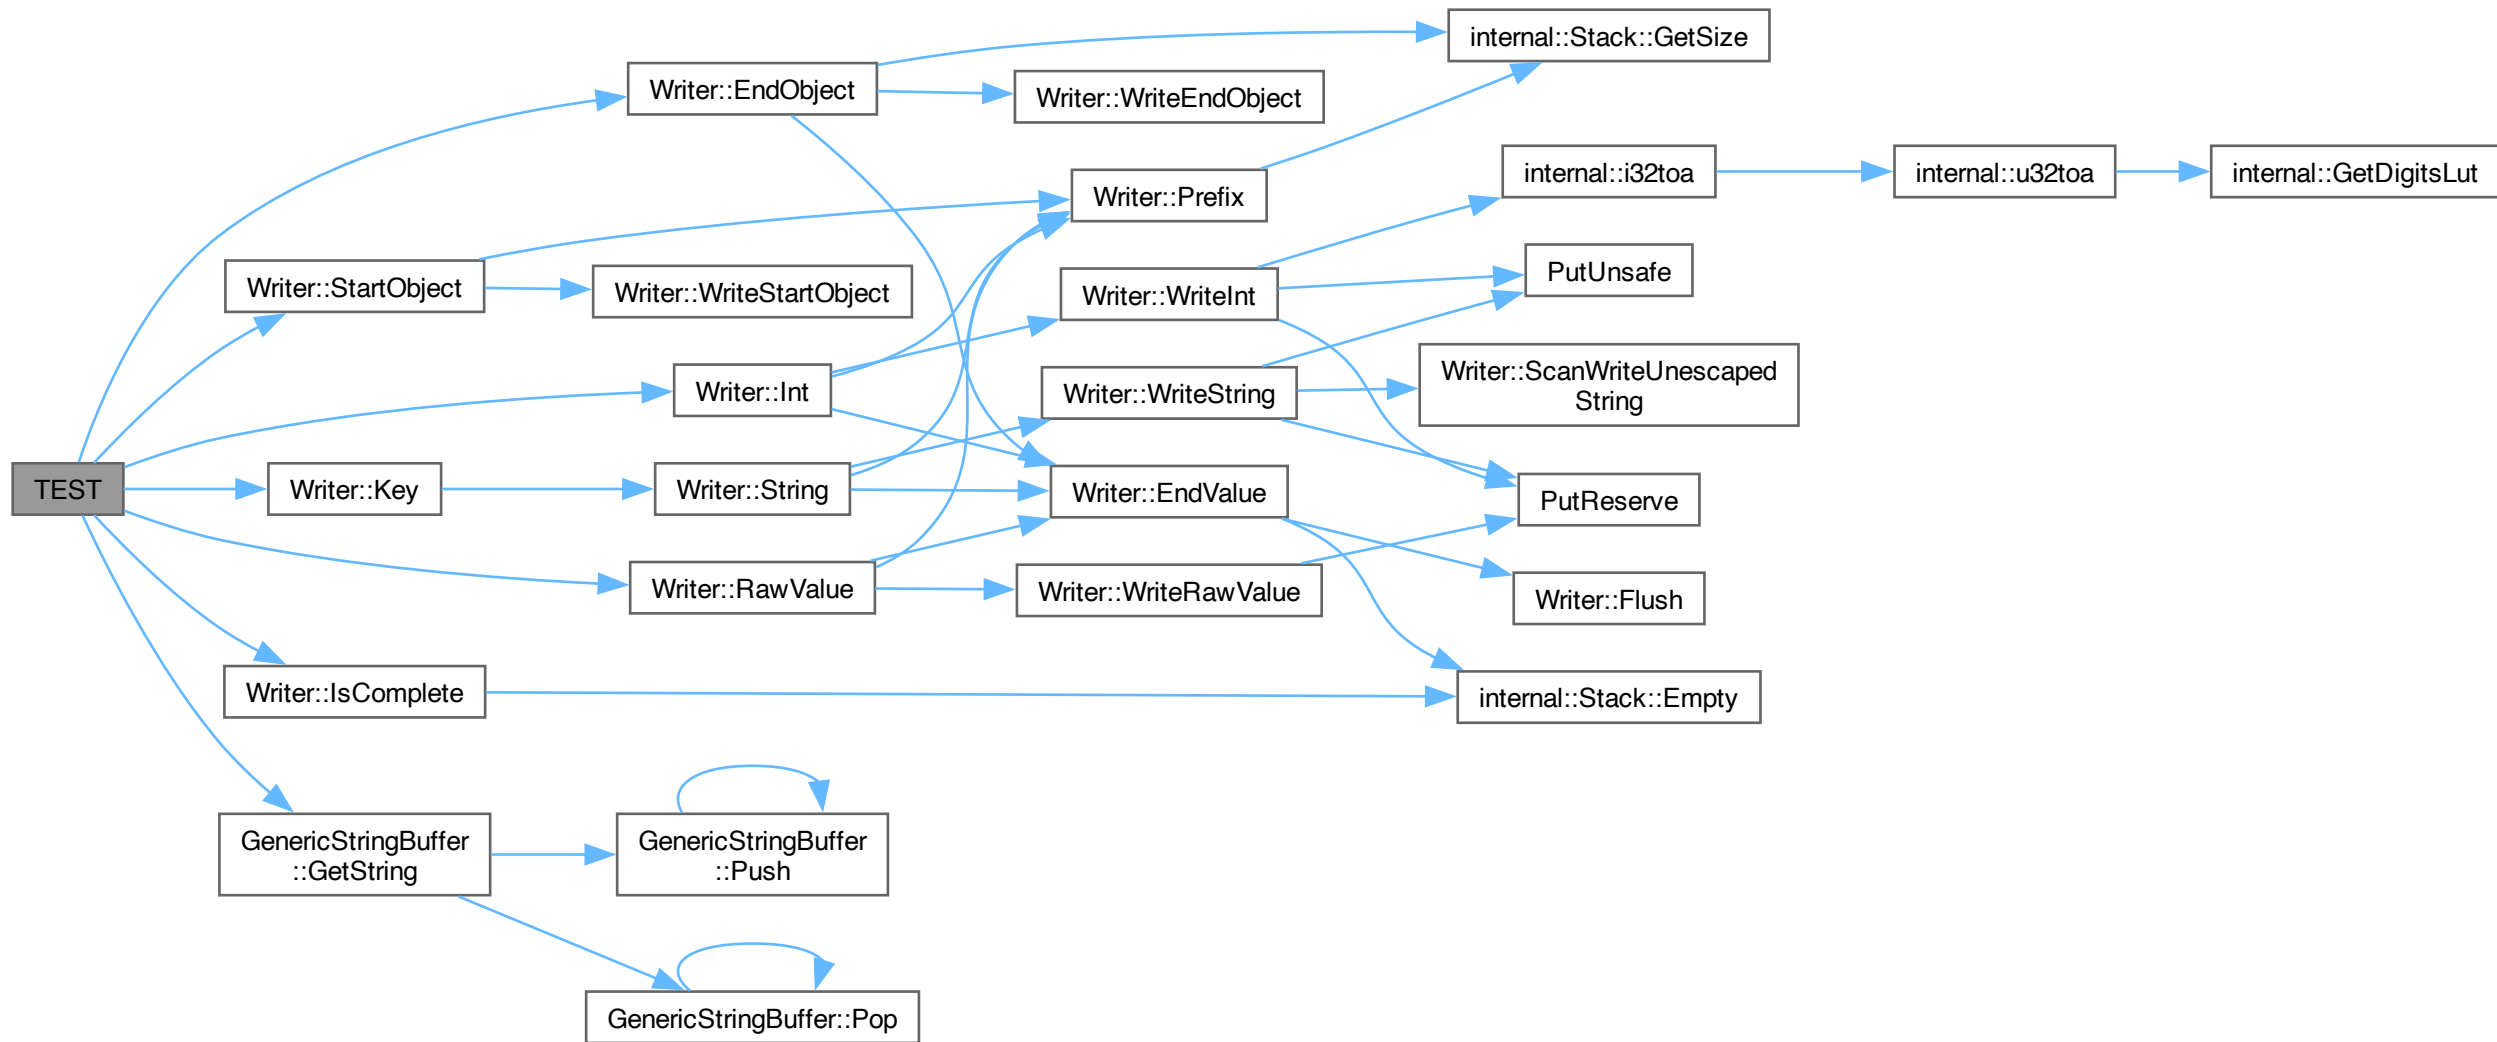 internal::Stack::GetSize
Writer::EndObject
Writer::WriteEndObject
internal::i32toa
internal::u32toa
internal::GetDigitsLut
Writer::Prefix
PutUnsafe
Writer::StartObject
Writer::WriteStartObject
Writer::WriteInt
Writer::ScanWriteUnescaped
String
Writer::Int
Writer::WriteString
TEST
Writer::Key
Writer::String
Writer::EndValue
PutReserve
Writer::RawValue
Writer::WriteRawValue
Writer::Flush
Writer::IsComplete
internal::Stack::Empty
GenericStringBuffer
::GetString
GenericStringBuffer
::Push
GenericStringBuffer::Pop